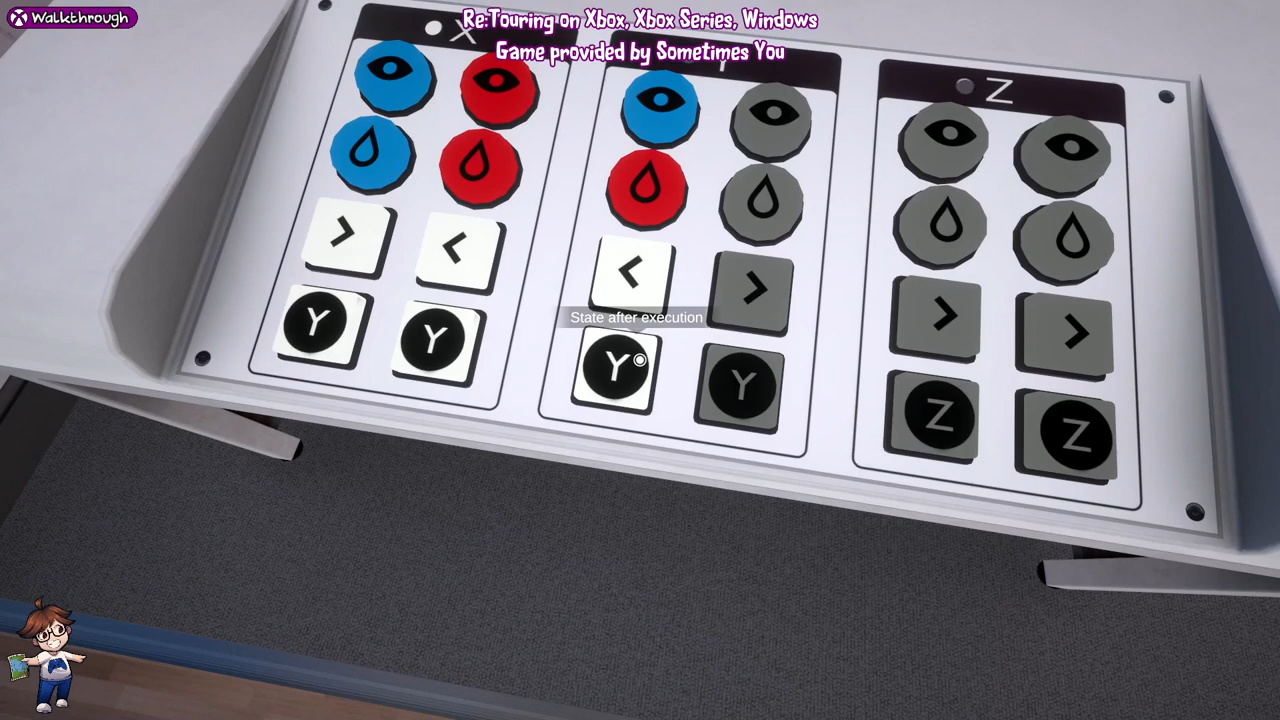 Walkthrough
Re:Touring on Xbox, Xbox Series, Windows
Game provided by Sometimes You
X
Z
> <
< >
> >
State after execution
Y Y
Y Y
Z Z